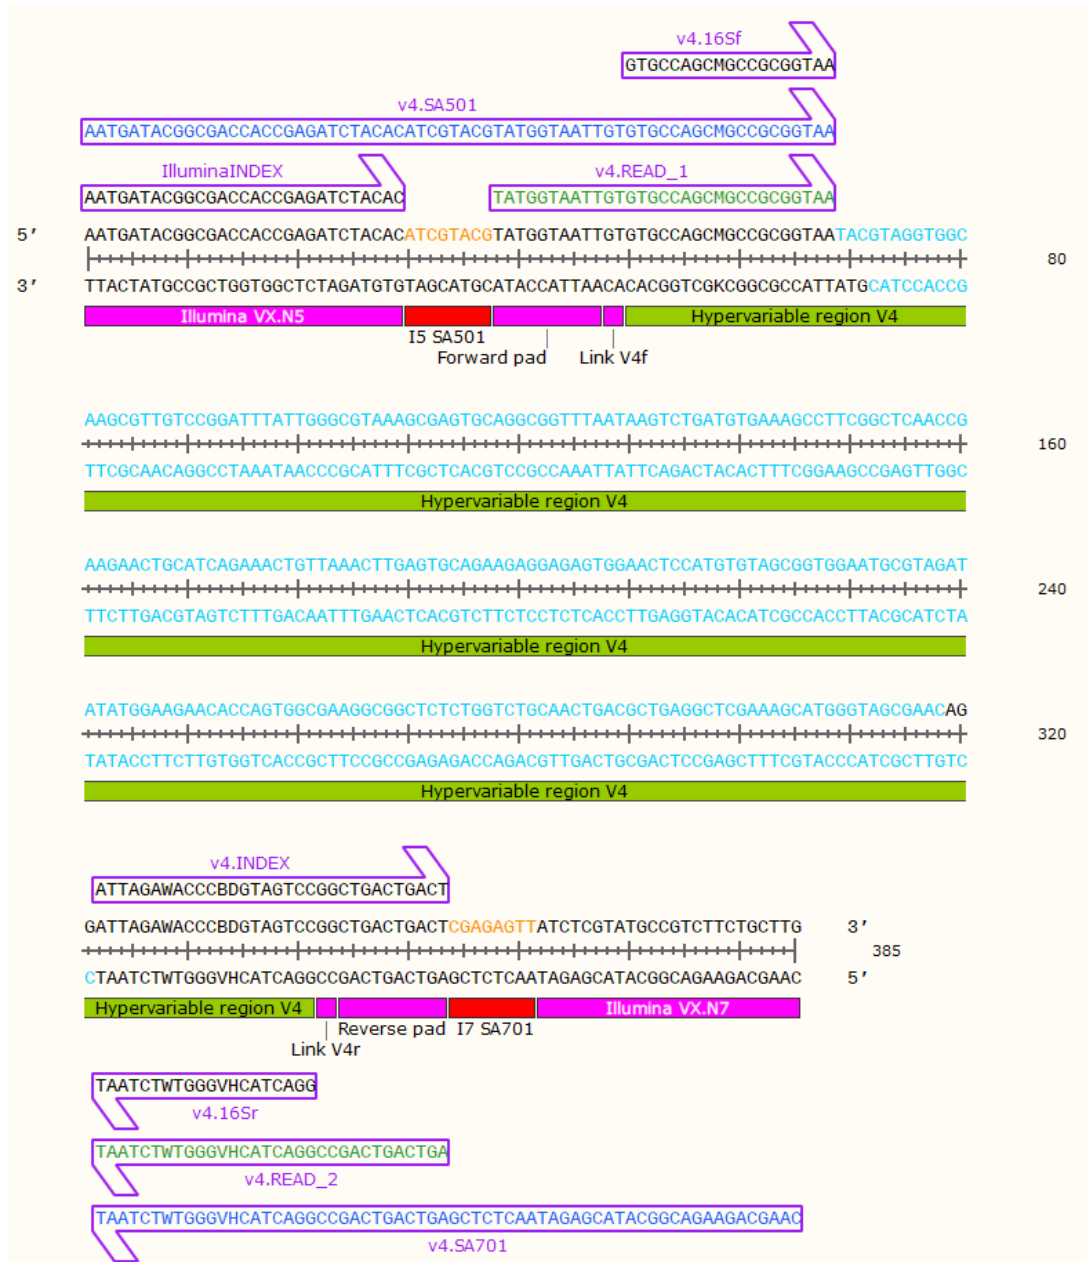 v4.16Sf
GTGCCAGCMGCCGCGGTAA
v4.SA501
AATGATACGGCGACCACCGAGATCTACACATCGTACGTATGGTAATTGTGTGCCAGCMGCCGCGGTAA
IlluminaINDEX
v4.READ_1
AATGATACGGCGACCACCGAGATCTACAC
TATGGTAATTGTGTGCCAGCMGCCGCGGTAA
5’ AATGATACGGCGACCACCGAGATCTACACATCGTACGTATGGTAATTGTGTGCCAGCMGCCGCGGTAATACGTAGGTGGC
80
3’ TTACTATGCCGCTGGTGGCTCTAGATGTGTAGCATGCATACCATTAACACACGGTCGKCGGCGCCATTATGCATCCACCG
Illumina VX.N5
Hypervariable region V4
I5 SA501
Forward pad
Link V4f
AAGCGTTGTCCGGATTTATTGGGCGTAAAGCGAGTGCAGGCGGTTTAATAAGTCTGATGTGAAAGCCTTCGGCTCAACCG
160
TTCGCAACAGGCCTAAATAACCCGCATTTCGCTCACGTCCGCCAAATTATTCAGACTACACTTTCGGAAGCCGAGTTGGC
Hypervariable region V4
AAGAACTGCATCAGAAACTGTTAAACTTGAGTGCAGAAGAGGAGAGTGGAACTCCATGTGTAGCGGTGGAATGCGTAGAT
240
TTCTTGACGTAGTCTTTGACAATTTGAACTCACGTCTTCTCCTCTCACCTTGAGGTACACATCGCCACCTTACGCATCTA
Hypervariable region V4
ATATGGAAGAACACCAGTGGCGAAGGCGGCTCTCTGGTCTGCAACTGACGCTGAGGCTCGAAAGCATGGGTAGCGAACAG
320
TATACCTTCTTGTGGTCACCGCTTCCGCCGAGAGACCAGACGTTGACTGCGACTCCGAGCTTTCGTACCCATCGCTTGTC
Hypervariable region V4
v4.INDEX
ATTAGAWACCCBDGTAGTCCGGCTGACTGACT
GATTAGAWACCCBDGTAGTCCGGCTGACTGACTCGAGAGTTATCTCGTATGCCGTCTTCTGCTTG 3’
385
CTAATCTWTGGGVHCATCAGGCCGACTGACTGAGCTCTCAATAGAGCATACGGCAGAAGACGAAC 5’
Hypervariable region V4
Illumina VX.N7
Reverse pad
I7 SA701
Link V4r
TAATCTWTGGGVHCATCAGG
v4.16Sr
TAATCTWTGGGVHCATCAGGCCGACTGACTGA
v4.READ_2
TAATCTWTGGGVHCATCAGGCCGACTGACTGAGCTCTCAATAGAGCATACGGCAGAAGACGAAC
v4.SA701